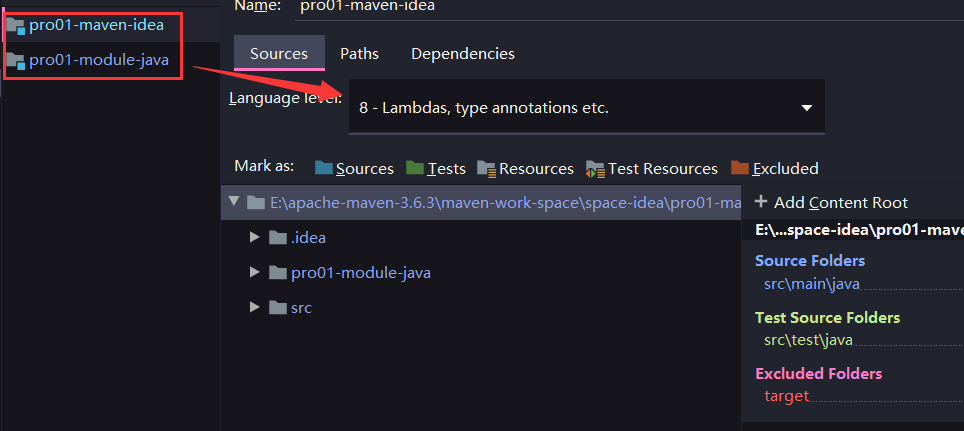 pro01-maven-idea
pro01-module-java
Name: pro01-maven-idea
Sources Paths Dependencies
Language level: 8 - Lambdas, type annotations etc.
Mark as: Sources Tests Resources Test Resources Excluded
E:\apache-maven-3.6.3\maven-work-space\space-idea\pro01-ma
.idea
pro01-module-java
src
+ Add Content Root
E:\...space-idea\pro01-mave
Source Folders
src\main\java
Test Source Folders
src\test\java
Excluded Folders
target